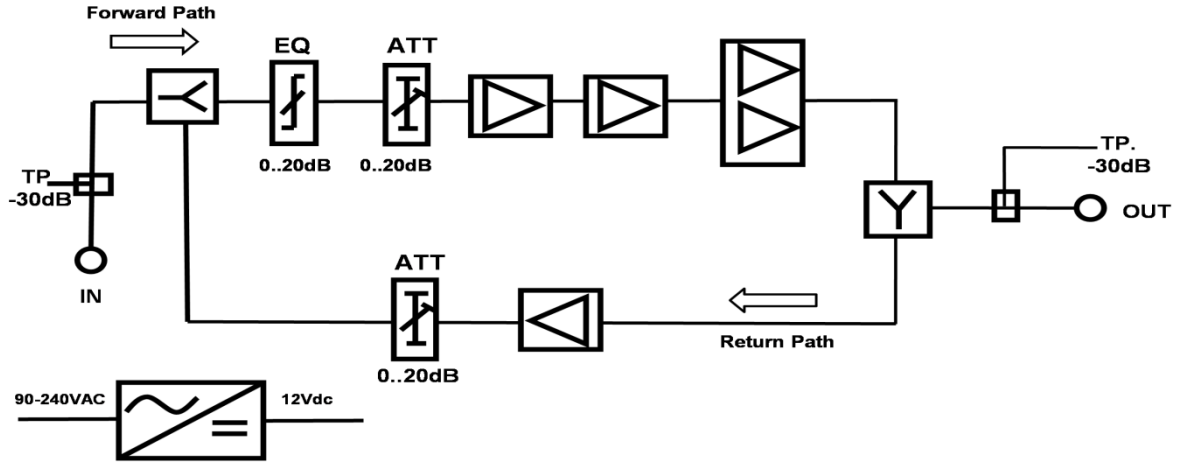 Forward Path
EQ
ATT
0..20dB
0..20dB
TP
-30dB
IN
TP.
-30dB
OUT
ATT
0..20dB
Return Path
90-240VAC
12Vdc